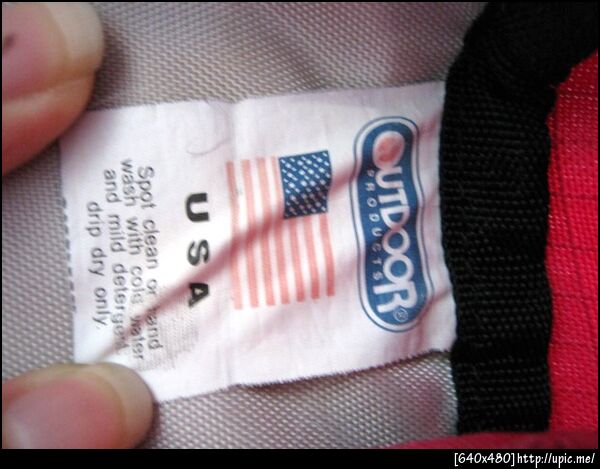 OUTDOOR®
PRODUCTS
USA
Spot clean or hand
wash with cold water
and mild detergent
drip dry only.
[640x480]http://upic.me/